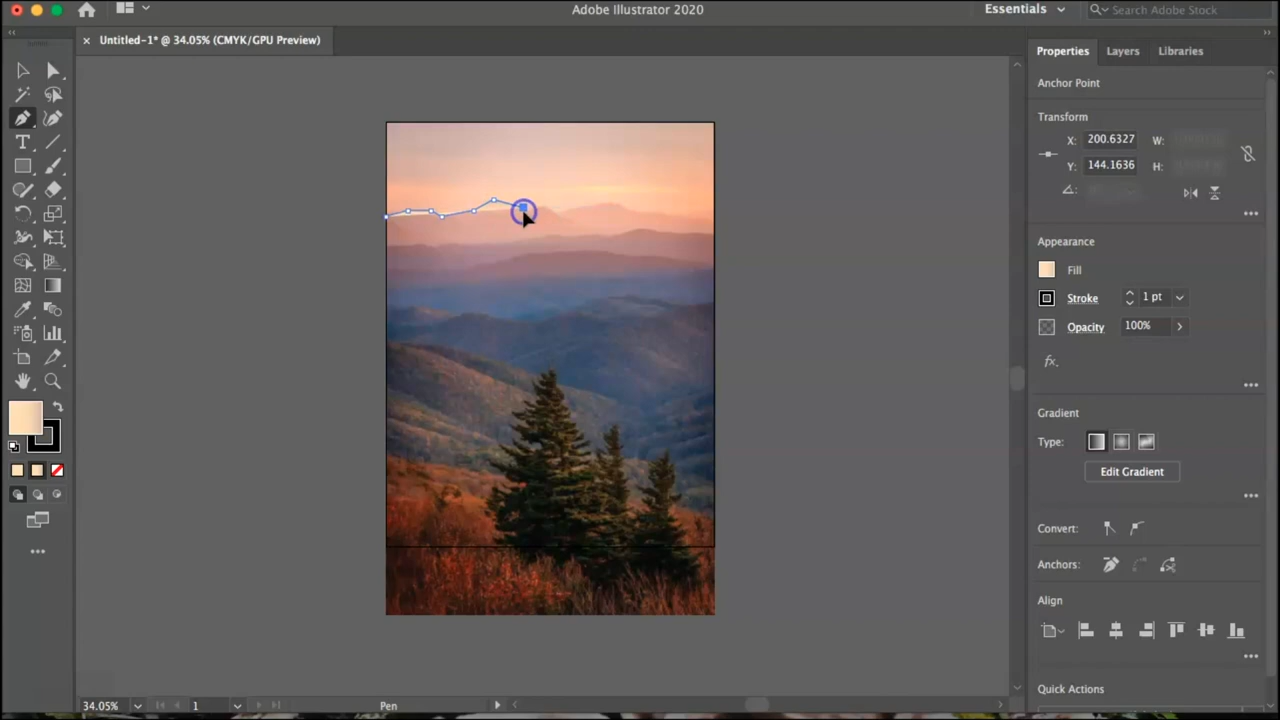 Adobe Illustrator 2020
Essentials
Search Adobe Stock
Untitled-1* @ 34.05% (CMYK/GPU Preview)
Properties
Layers
Libraries
Anchor Point
Transform
X: 200.6327 W:
Y: 144.1636 H:
Appearance
Fill
Stroke 1 pt
Opacity 100%
fx.
Gradient
Type:
Edit Gradient
Convert:
Anchors:
Align
Quick Actions
34.05%
1
Pen